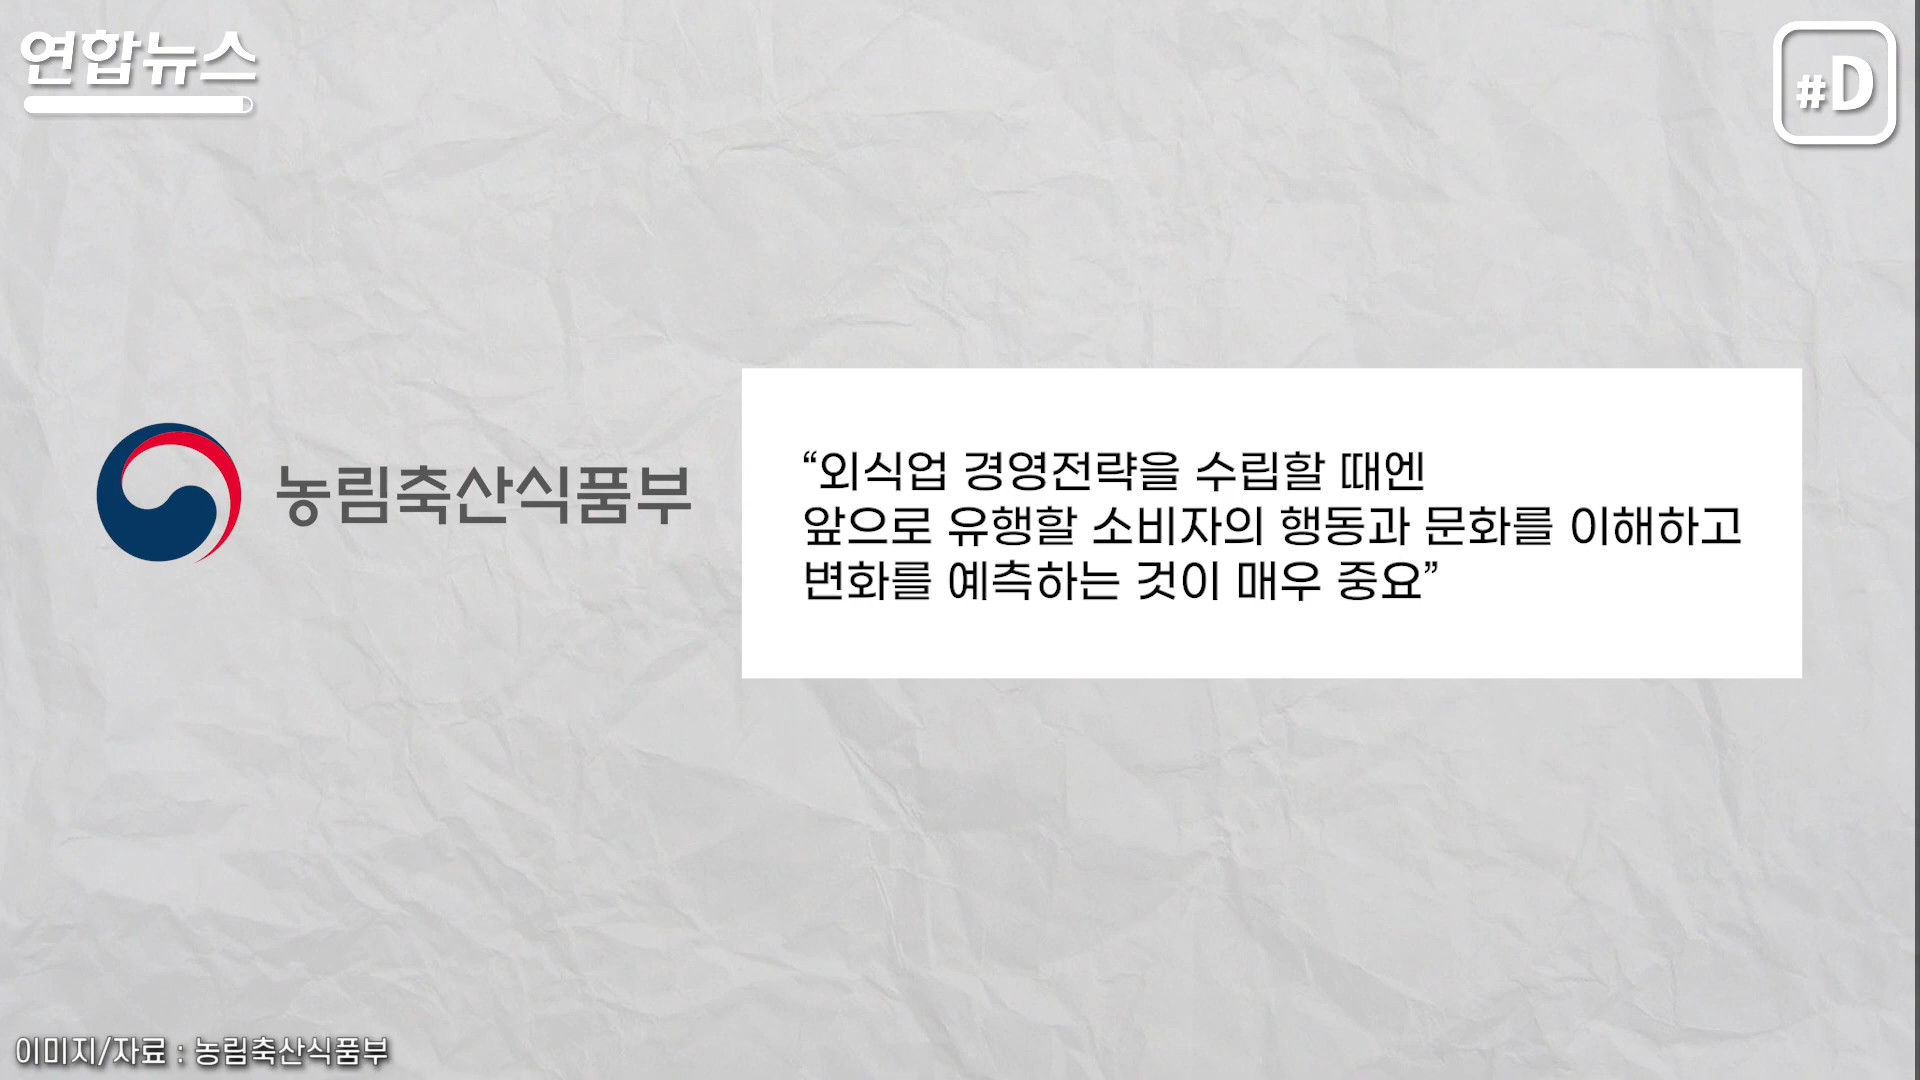 연합뉴스
#D
농림축산식품부
“외식업 경영전략을 수립할 때엔
앞으로 유행할 소비자의 행동과 문화를 이해하고
변화를 예측하는 것이 매우 중요”
이미지/자료 : 농림축산식품부